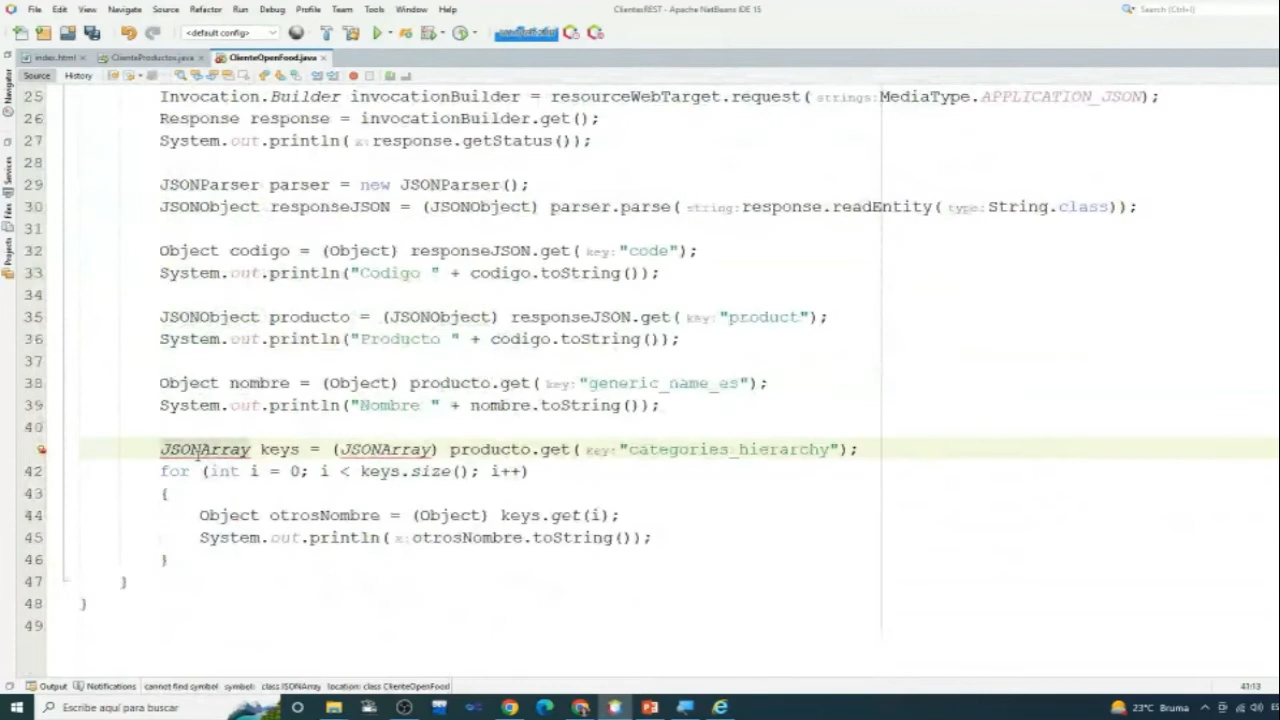 File Edit View Navigate Source Refactor Run Debug Profile Team Tools Window Help ClientesREST - Apache NetBeans IDE 15 Search (Ctrl+I)
<default config>
index.html ClienteProductos.java ClienteOpenFood.java
Source History
Navigator
Services
Files
Projects
25 Invocation.Builder invocationBuilder = resourceWebTarget.request(strings:MediaType.APPLICATION_JSON);
26 Response response = invocationBuilder.get();
27 System.out.println(x:response.getStatus());
28
29 JSONParser parser = new JSONParser();
30 JSONObject responseJSON = (JSONObject) parser.parse(string:response.readEntity(type:String.class));
31
32 Object codigo = (Object) responseJSON.get(key:"code");
33 System.out.println("Codigo " + codigo.toString());
34
35 JSONObject producto = (JSONObject) responseJSON.get(key:"product");
36 System.out.println("Producto " + codigo.toString());
37
38 Object nombre = (Object) producto.get(key:"generic_name_es");
39 System.out.println("Nombre " + nombre.toString());
40
JSONArray keys = (JSONArray) producto.get(key:"categories_hierarchy");
42 for (int i = 0; i < keys.size(); i++)
43 {
44 Object otrosNombre = (Object) keys.get(i);
45 System.out.println(x:otrosNombre.toString());
46 }
47 }
48 }
49
Output Notifications cannot find symbol symbol: class JSONArray location: class ClienteOpenFood 41:13
Escribe aquí para buscar 23°C Bruma